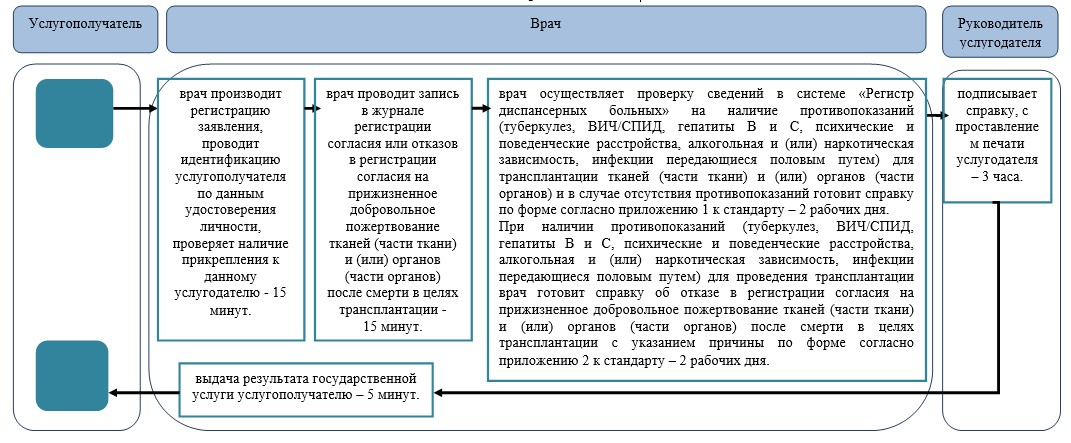 Услугополучатель
Врач
Руководитель
услугодателя
врач производит
регистрацию
заявления,
проводит
идентификацию
услугополучателя
по данным
удостоверения
личности,
проверяет наличие
прикрепления к
данному
услугодателю - 15
минут.
врач проводит запись
в журнале
регистрации
согласия или отказов
в регистрации
согласия на
прижизненное
добровольное
пожертвование
тканей (части ткани)
и (или) органов
(части органов)
после смерти в целях
трансплантации -
15 минут.
врач осуществляет проверку сведений в системе «Регистр
диспансерных больных» на наличие противопоказаний
(туберкулез, ВИЧ/СПИД, гепатиты В и С, психические и
поведенческие расстройства, алкогольная и (или) наркотическая
зависимость, инфекции передающиеся половым путем) для
трансплантации тканей (части ткани) и (или) органов (части
органов) и в случае отсутствия противопоказаний готовит справку
по форме согласно приложению 1 к стандарту – 2 рабочих дня.
При наличии противопоказаний (туберкулез, ВИЧ/СПИД,
гепатиты В и С, психические и поведенческие расстройства,
алкогольная и (или) наркотическая зависимость, инфекции
передающиеся половым путем) для проведения трансплантации
врач готовит справку об отказе в регистрации согласия на
прижизненное добровольное пожертвование тканей (части ткани)
и (или) органов (части органов) после смерти в целях
трансплантации с указанием причины по форме согласно
приложению 2 к стандарту – 2 рабочих дня.
подписывает
справку, с
проставление
м печати
услугодателя
– 3 часа.
выдача результата государственной
услуги услугополучателю – 5 минут.